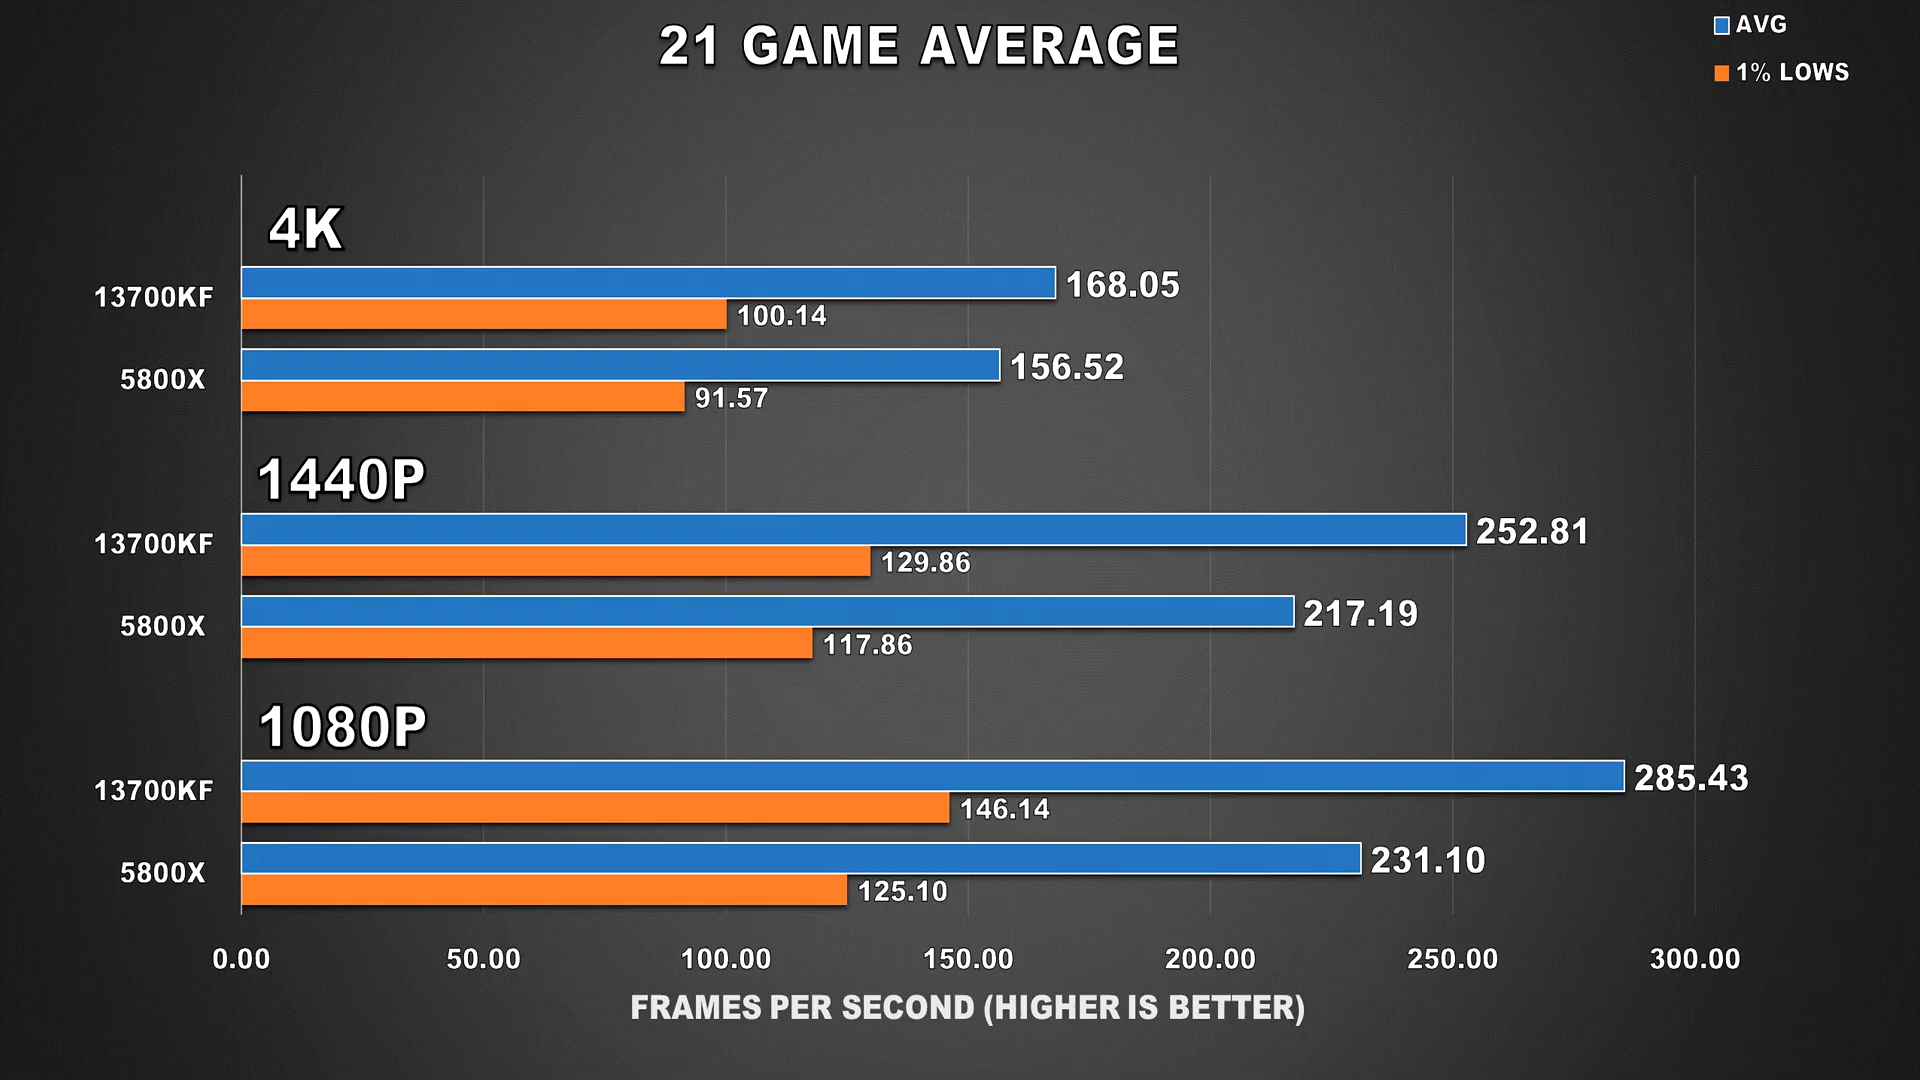 21 GAME AVERAGE
AVG
1% LOWS
4K
13700KF
168.05
100.14
5800X
156.52
91.57
1440P
13700KF
252.81
129.86
5800X
217.19
117.86
1080P
13700KF
285.43
146.14
5800X
231.10
125.10
0.00 50.00 100.00 150.00 200.00 250.00 300.00
FRAMES PER SECOND (HIGHER IS BETTER)